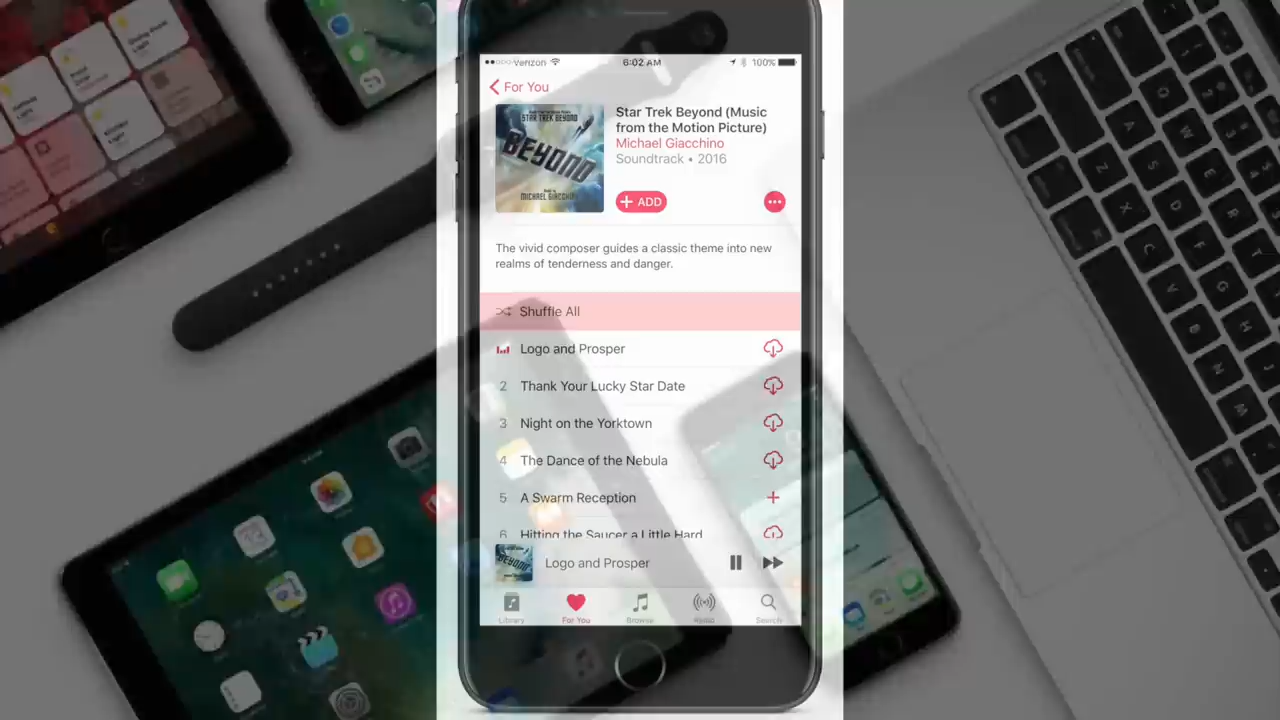 Verizon 6:02 AM 100%
For You
STAR TREK BEYOND
BEYOND
MICHAEL GIACCHINO
Star Trek Beyond (Music
from the Motion Picture)
Michael Giacchino
Soundtrack • 2016
+ ADD
The vivid composer guides a classic theme into new
realms of tenderness and danger.
Shuffle All
Logo and Prosper
2 Thank Your Lucky Star Date
3 Night on the Yorktown
4 The Dance of the Nebula
5 A Swarm Reception
6 Hitting the Saucer a Little Hard
BEYOND
Logo and Prosper
Library For You Browse Radio Search